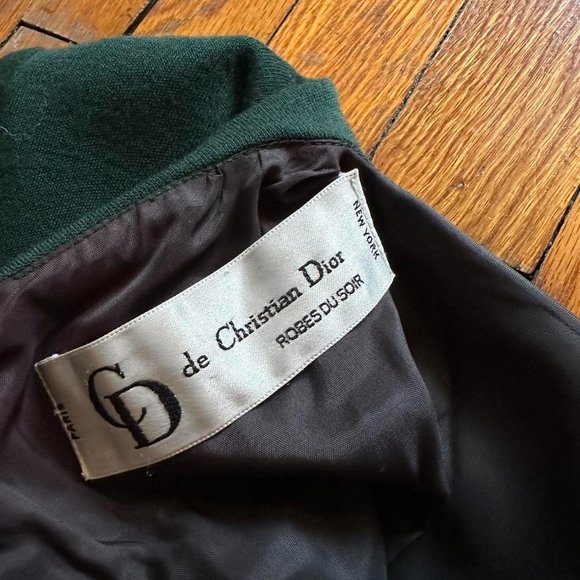 CD de Christian Dior
ROBES DU SOIR
PARIS
NEW YORK